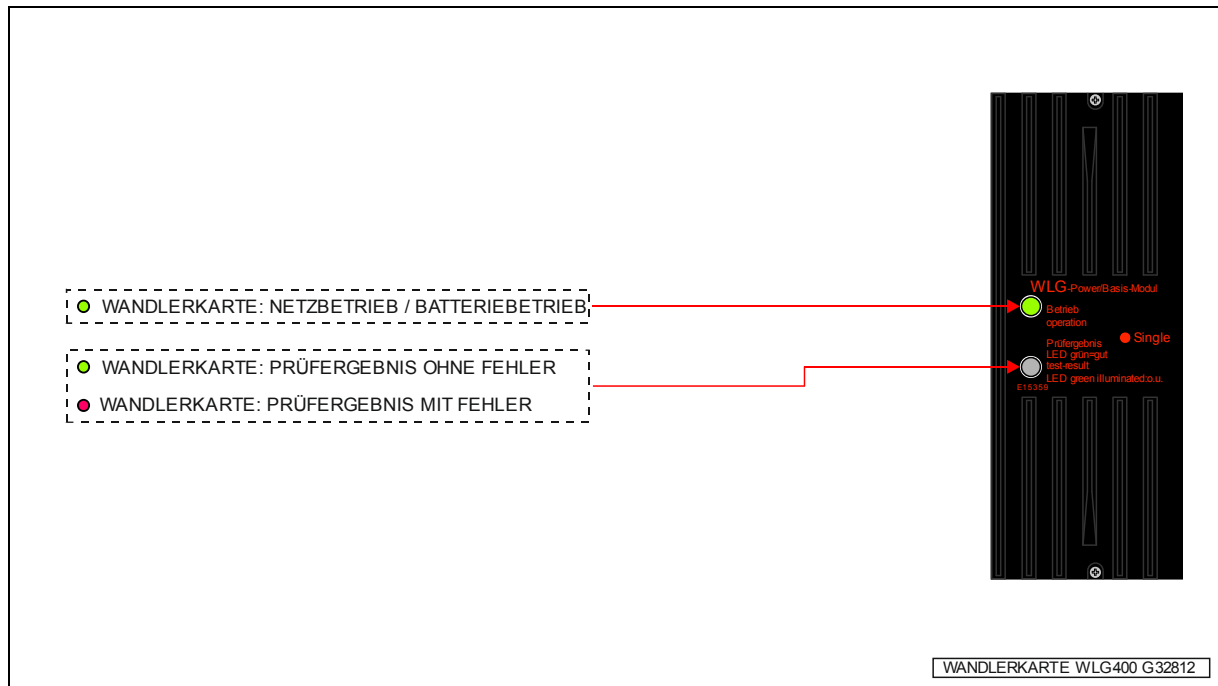 WANDLERKARTE: NETZBETRIEB / BATTERIEBETRIEB
WANDLERKARTE: PRÜFERGEBNIS OHNE FEHLER
WANDLERKARTE: PRÜFERGEBNIS MIT FEHLER
WLG-Power/Basis-Modul
Betrieb
operation
Single
Prüfergebnis
LED grün=gut
test-result
LED green illuminated:o.u.
E15359
WANDLERKARTE WLG400 G32812